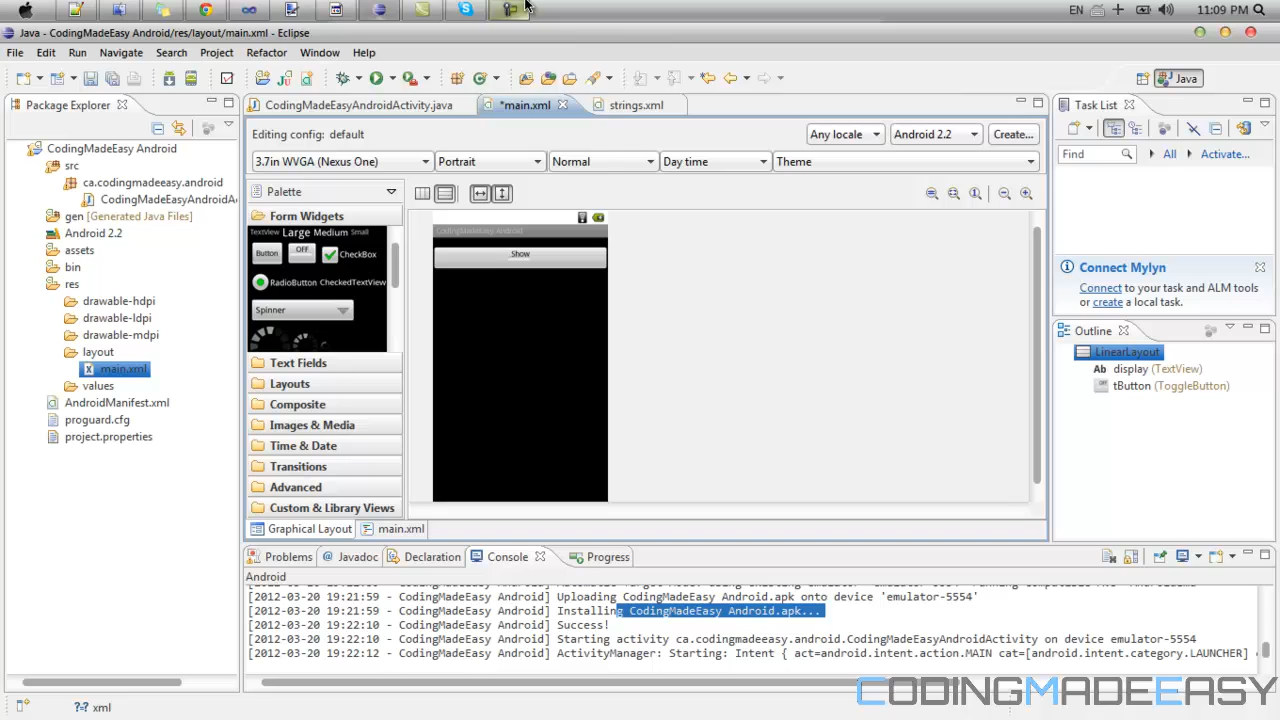 EN
11:09 PM
Java - CodingMadeEasy Android/res/layout/main.xml - Eclipse
File Edit Run Navigate Search Project Refactor Window Help
Java
Package Explorer
CodingMadeEasy Android
src
ca.codingmadeeasy.android
CodingMadeEasyAndroidA
gen [Generated Java Files]
Android 2.2
assets
bin
res
drawable-hdpi
drawable-ldpi
drawable-mdpi
layout
main.xml
values
AndroidManifest.xml
proguard.cfg
project.properties
CodingMadeEasyAndroidActivity.java
*main.xml
strings.xml
Editing config: default
Any locale
Android 2.2
Create...
3.7in WVGA (Nexus One)
Portrait
Normal
Day time
Theme
Palette
Form Widgets
TextView Large Medium Small
Button OFF CheckBox
RadioButton CheckedTextView
Spinner
Text Fields
Layouts
Composite
Images & Media
Time & Date
Transitions
Advanced
Custom & Library Views
CodingMadeEasy Android
Show
Graphical Layout
main.xml
Task List
Find
All
Activate...
Connect Mylyn
Connect to your task and ALM tools
or create a local task.
Outline
LinearLayout
Ab display (TextView)
tButton (ToggleButton)
Problems
@ Javadoc
Declaration
Console
Progress
Android
[2012-03-20 19:21:59 - CodingMadeEasy Android] Uploading CodingMadeEasy Android.apk onto device 'emulator-5554'
[2012-03-20 19:21:59 - CodingMadeEasy Android] Installing CodingMadeEasy Android.apk...
[2012-03-20 19:22:10 - CodingMadeEasy Android] Success!
[2012-03-20 19:22:10 - CodingMadeEasy Android] Starting activity ca.codingmadeeasy.android.CodingMadeEasyAndroidActivity on device emulator-5554
[2012-03-20 19:22:12 - CodingMadeEasy Android] ActivityManager: Starting: Intent { act=android.intent.action.MAIN cat=[android.intent.category.LAUNCHER]
xml
CODINGMADEEASY